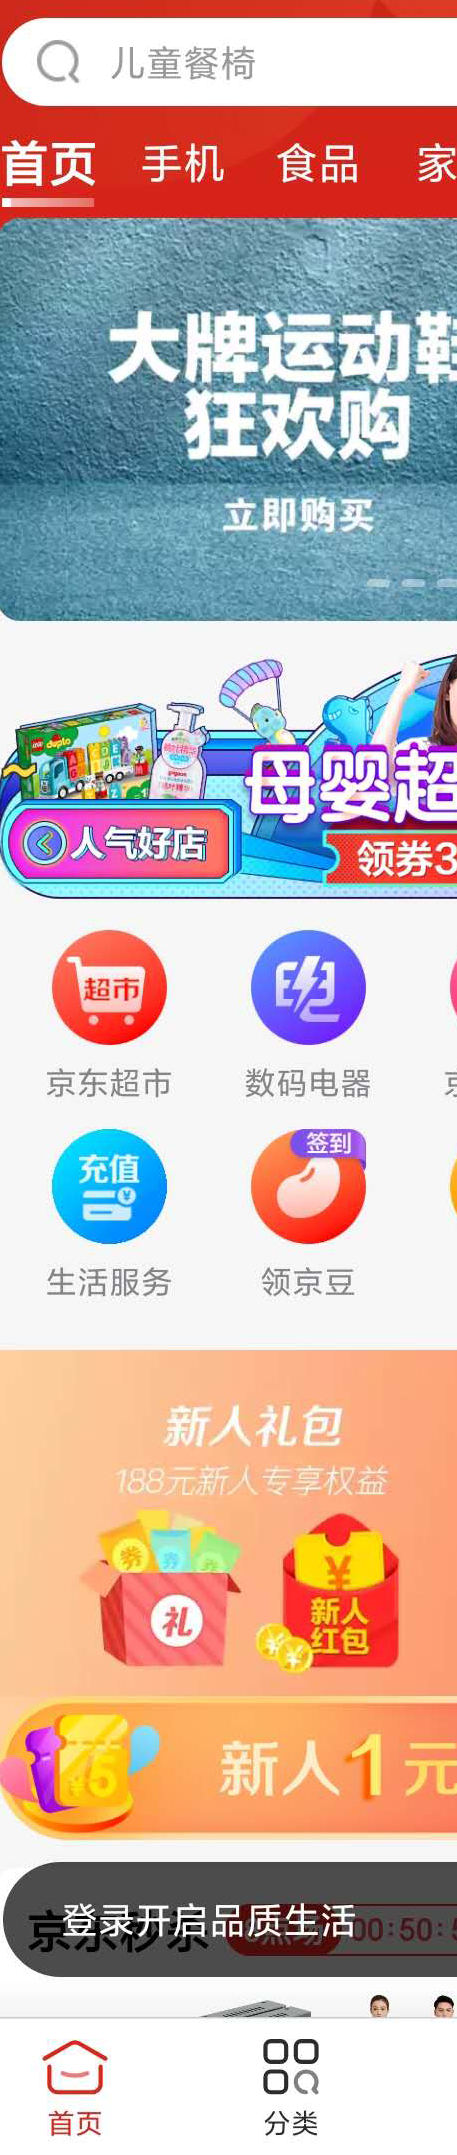 儿童餐椅
首页 手机 食品 家
大牌运动鞋
狂欢购
立即购买
母婴超
人气好店
领券3
超市
京东超市 数码电器 京
签到
充值
生活服务 领京豆
新人礼包
188元新人专享权益
券 券 券
礼
新人
红包
¥5
新人1元
京东秒杀
00:50:5
登录开启品质生活
首页 分类